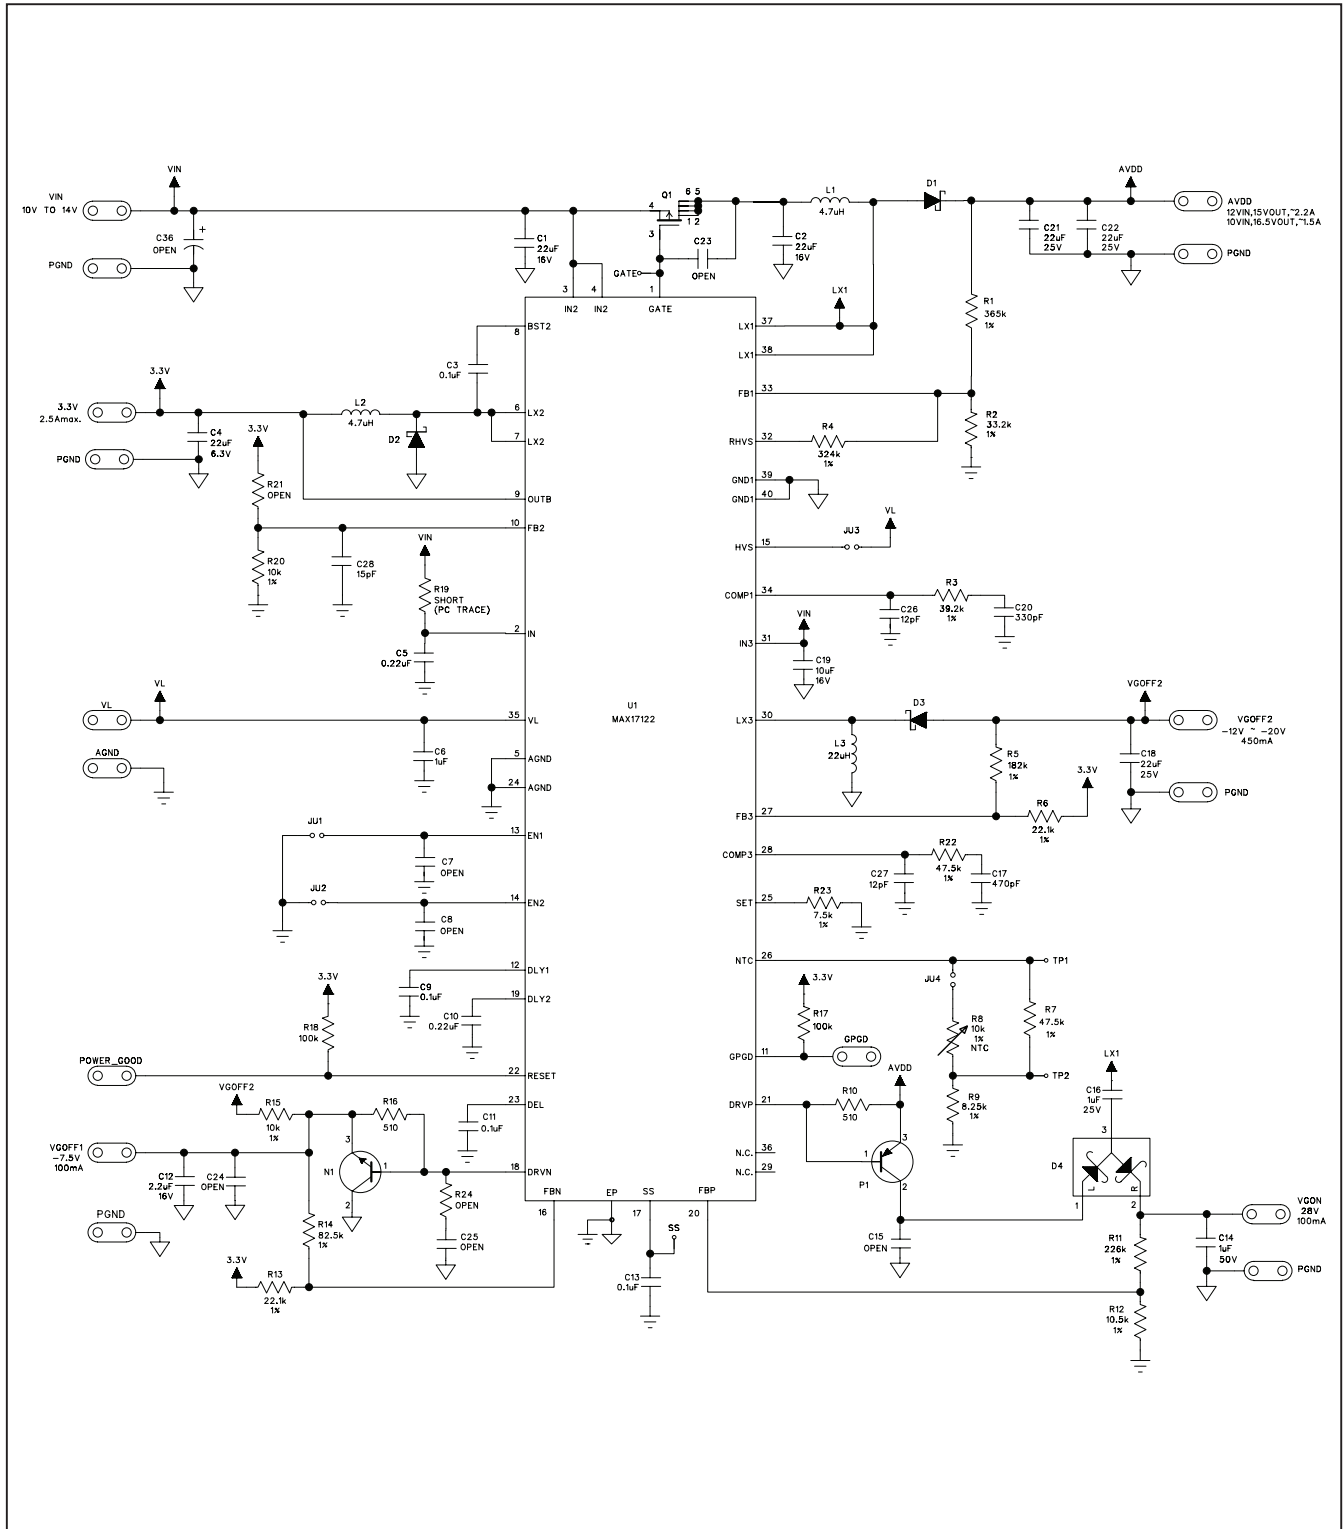 VIN
AVDD
VIN
10V TO 14V
C36
OPEN
+
PGND
C1
22uF
16V
Q1
4
6 5
1 2
3
C23
OPEN
GATE
C2
22uF
16V
L1
4.7uH
D1
C21
22uF
25V
C22
22uF
25V
AVDD
12VIN,15VOUT,~2.2A
10VIN,16.5VOUT,~1.5A
PGND
3
4
1
IN2
IN2
GATE
8
BST2
C3
0.1uF
LX1
LX1
37
LX1
38
R1
365k
1%
3.3V
3.3V
2.5Amax.
C4
22uF
6.3V
PGND
L2
4.7uH
D2
6
LX2
7
LX2
3.3V
R21
OPEN
9
OUTB
10
FB2
FB1
33
R2
33.2k
1%
RHVS
32
R4
324k
1%
GND1
39
GND1
40
VL
JU3
HVS
15
R20
10k
1%
C28
15pF
VIN
R19
SHORT
(PC TRACE)
2
IN
C5
0.22uF
COMP1
34
R3
39.2k
1%
C26
12pF
C20
330pF
VIN
IN3
31
C19
10uF
16V
U1
MAX17122
VL
VL
35
VL
C6
1uF
AGND
5
AGND
24
AGND
LX3
30
D3
L3
22uH
VGOFF2
VGOFF2
-12V ~ -20V
450mA
C18
22uF
25V
PGND
R5
182k
1%
3.3V
R6
22.1k
1%
FB3
27
JU1
13
EN1
C7
OPEN
JU2
14
EN2
C8
OPEN
COMP3
28
R22
47.5k
1%
C27
12pF
C17
470pF
SET
25
R23
7.5k
1%
12
DLY1
C9
0.1uF
19
DLY2
C10
0.22uF
3.3V
R18
100k
NTC
26
TP1
JU4
R8
10k
1%
NTC
R7
47.5k
1%
TP2
R9
8.25k
1%
3.3V
R17
100k
GPGD
11
GPGD
POWER_GOOD
22
RESET
23
DEL
C11
0.1uF
VGOFF2
R15
10k
1%
R16
510
VGOFF1
-7.5V
100mA
C12
2.2uF
16V
C24
OPEN
N1
3
1
2
18
DRVN
R24
OPEN
C25
OPEN
AVDD
DRVP
21
R10
510
3
1
P1
2
N.C.
36
N.C.
29
LX1
C16
1uF
25V
3
D4
L
R
1
2
FBN
EP
SS
FBP
16
17
20
SS
PGND
R14
82.5k
1%
3.3V
R13
22.1k
1%
C13
0.1uF
C15
OPEN
R11
226k
1%
C14
1uF
50V
VGON
28V
100mA
PGND
R12
10.5k
1%